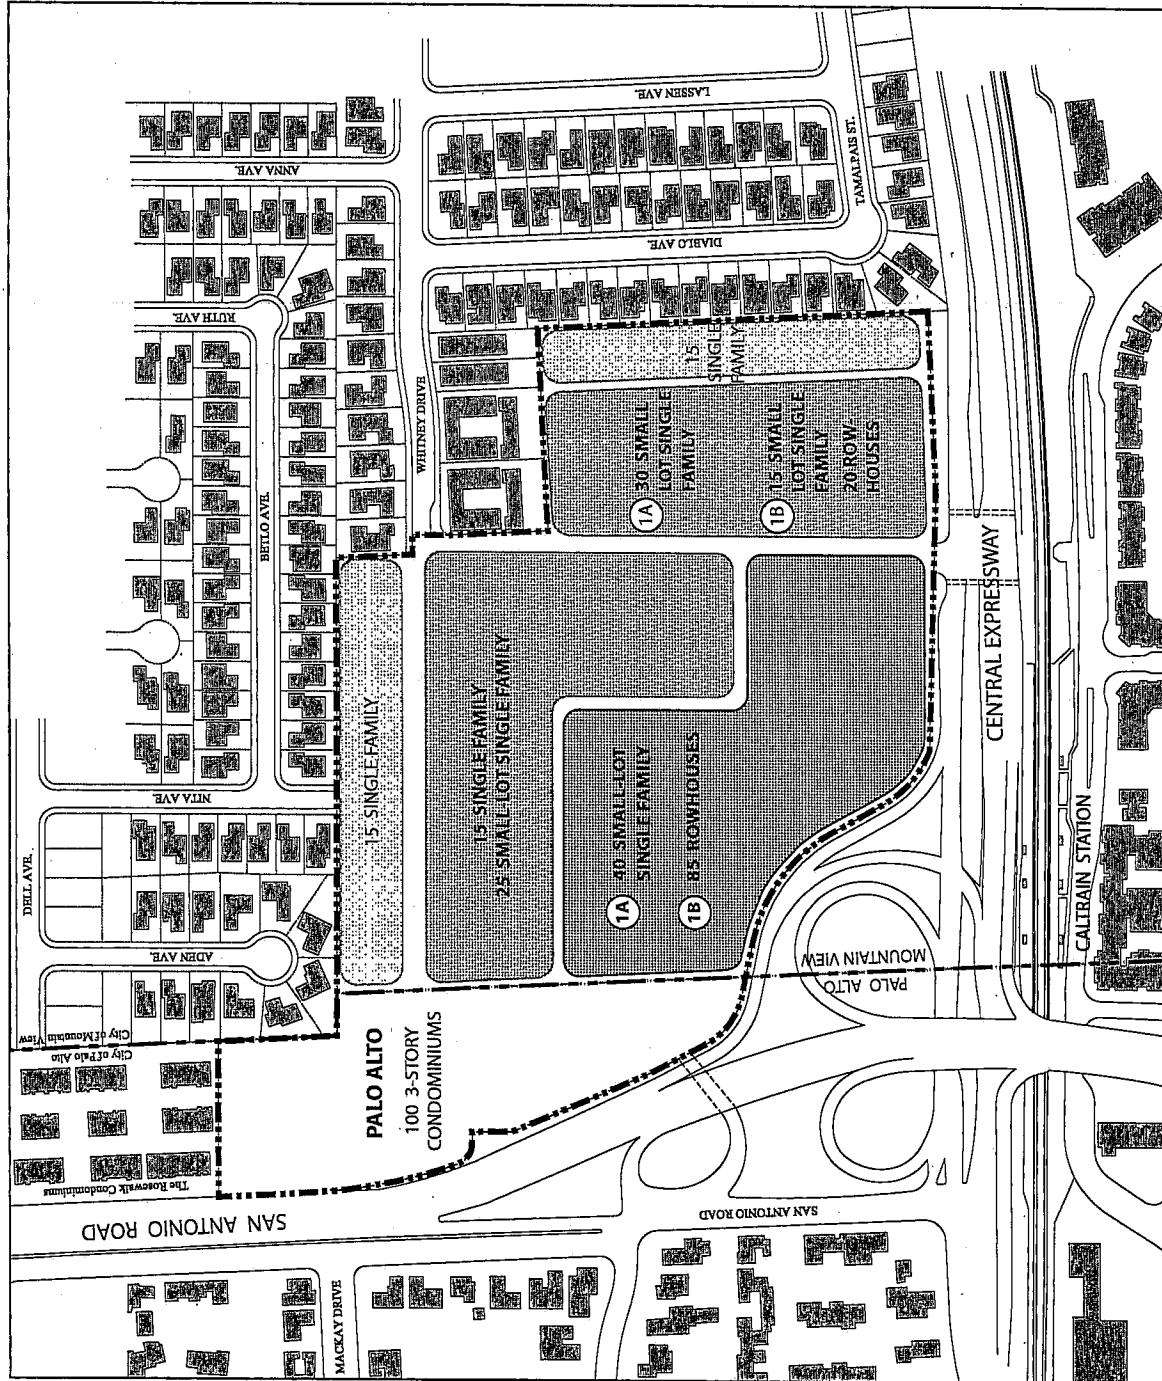 LASSEN AVE.
TAMALPAIS ST.
ANNA AVE.
DIABLO AVE.
RUTH AVE.
WHITNEY DRIVE
15
SINGLE
FAMILY
1A
30 SMALL
LOT SINGLE
FAMILY
1B
15 SMALL
LOT SINGLE
FAMILY
20 ROW-
HOUSES
BETLO AVE.
CENTRAL EXPRESSWAY
15 SINGLE FAMILY
15 SINGLE FAMILY
25 SMALL-LOT SINGLE FAMILY
1A
40 SMALL-LOT
SINGLE FAMILY
1B
85 ROWHOUSES
NITA AVE.
DELL AVE.
ADEN AVE.
CALTRAIN STATION
MOUNTAIN VIEW
PALO ALTO
City of Mountain View
City of Palo Alto
PALO ALTO
100 3-STORY
CONDOMINIUMS
The Rosewalk Condominiums
SAN ANTONIO ROAD
SAN ANTONIO ROAD
MACKAY DRIVE